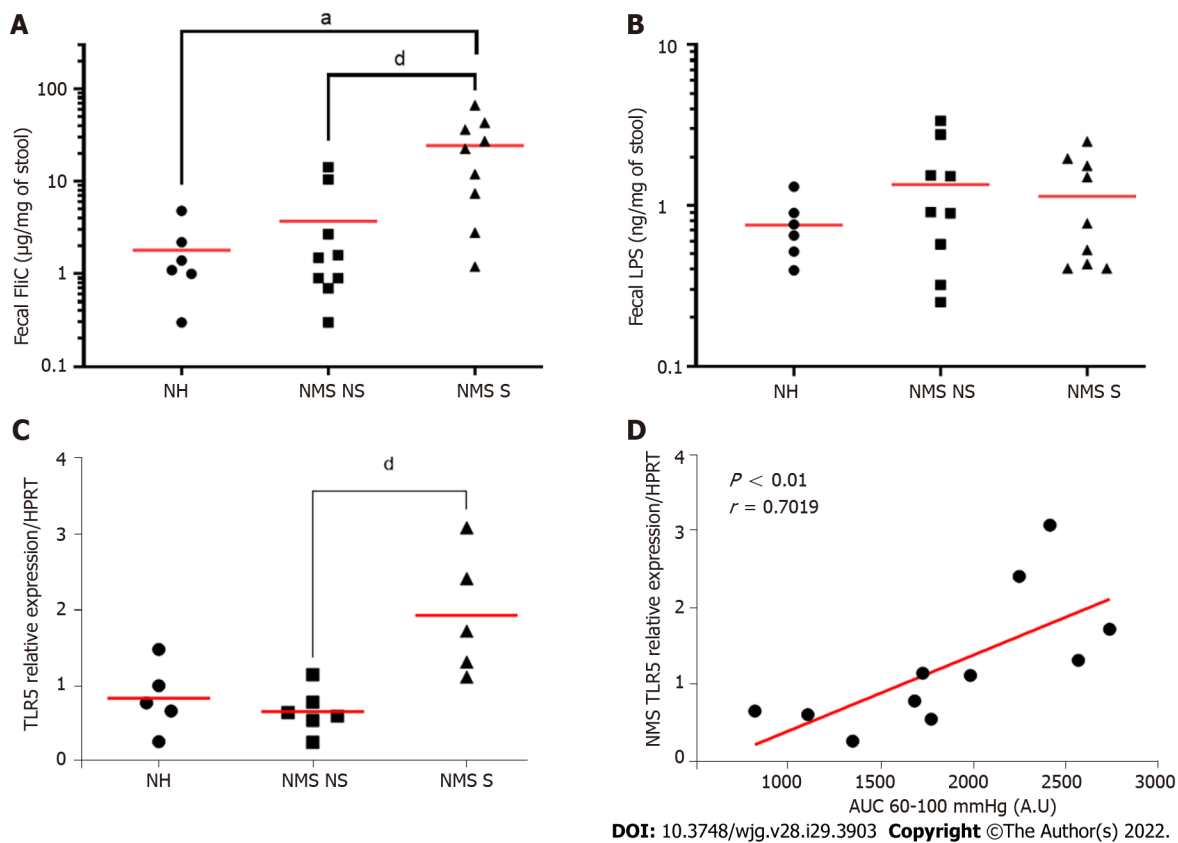 A
a
d
Fecal FliC (µg/mg of stool)
100
10
1
0.1
NH
NMS NS
NMS S
B
Fecal LPS (ng/mg of stool)
10
1
0.1
NH
NMS NS
NMS S
C
d
TLR5 relative expression/HPRT
4
3
2
1
0
NH
NMS NS
NMS S
D
P < 0.01
r = 0.7019
NMS TLR5 relative expression/HPRT
4
3
2
1
0
1000
1500
2000
2500
3000
AUC 60-100 mmHg (A.U)
DOI: 10.3748/wjg.v28.i29.3903 Copyright ©The Author(s) 2022.